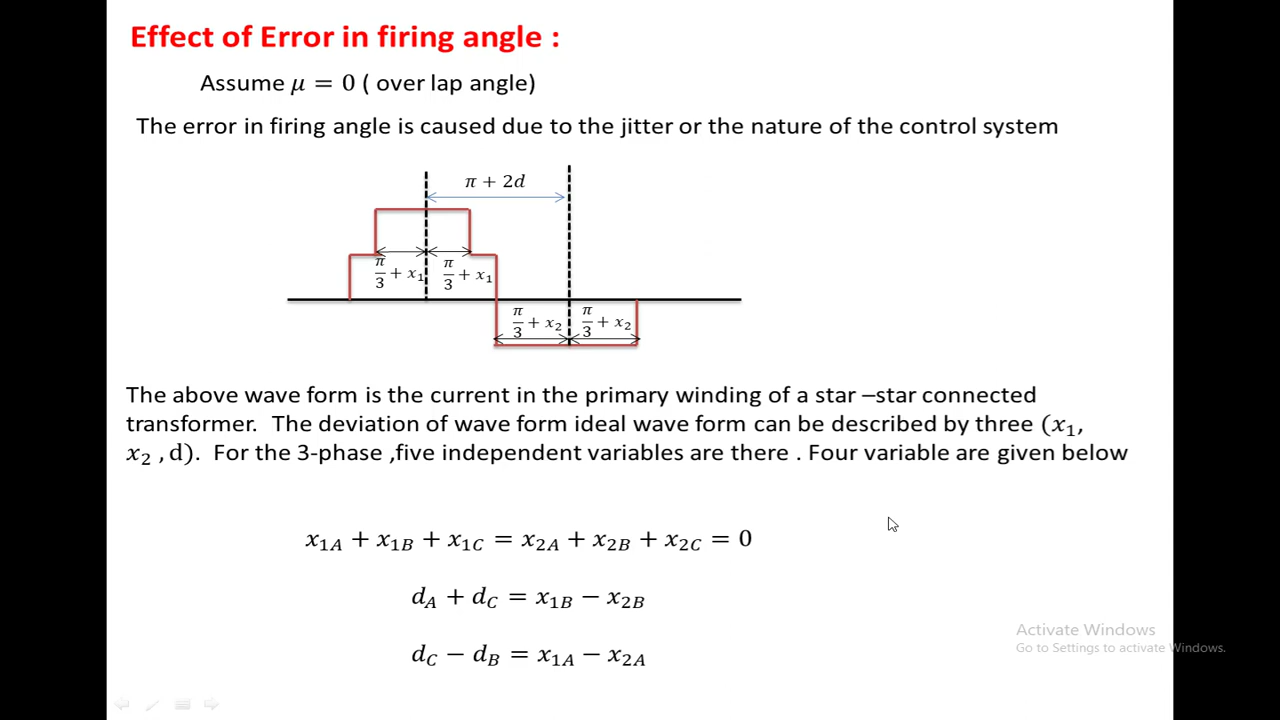 Effect of Error in firing angle :
Assume μ = 0 ( over lap angle)
The error in firing angle is caused due to the jitter or the nature of the control system
π + 2d
π/3 + x₁ π/3 + x₁
π/3 + x₂ π/3 + x₂
The above wave form is the current in the primary winding of a star –star connected
transformer. The deviation of wave form ideal wave form can be described by three (x₁,
x₂ ,d). For the 3-phase ,five independent variables are there . Four variable are given below
x₁A + x₁B + x₁C = x₂A + x₂B + x₂C = 0
dA + dC = x₁B − x₂B
dC − dB = x₁A − x₂A
Activate Windows
Go to Settings to activate Windows.